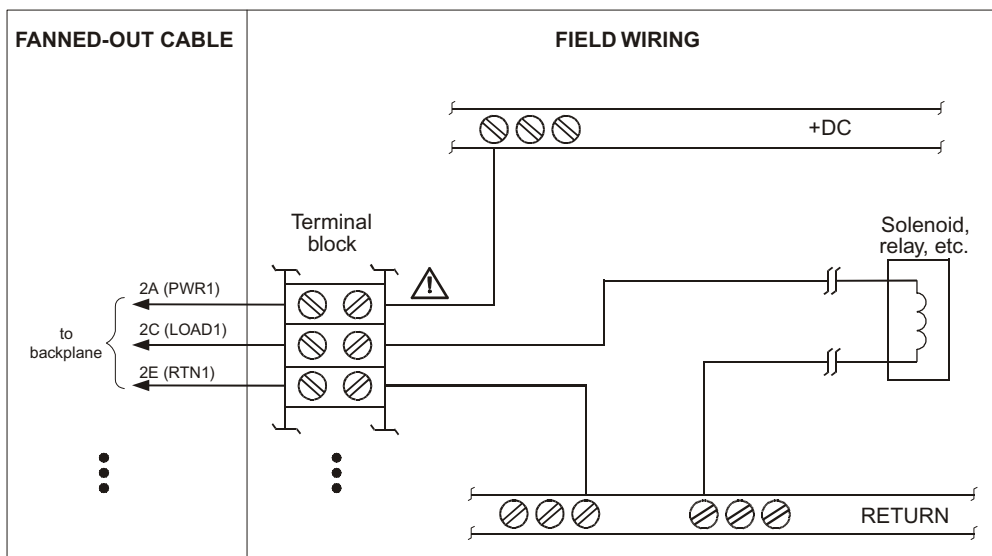 FANNED-OUT CABLE
FIELD WIRING
+DC
Terminal
block
Solenoid,
relay, etc.
2A (PWR1)
2C (LOAD1)
2E (RTN1)
to
backplane
RETURN